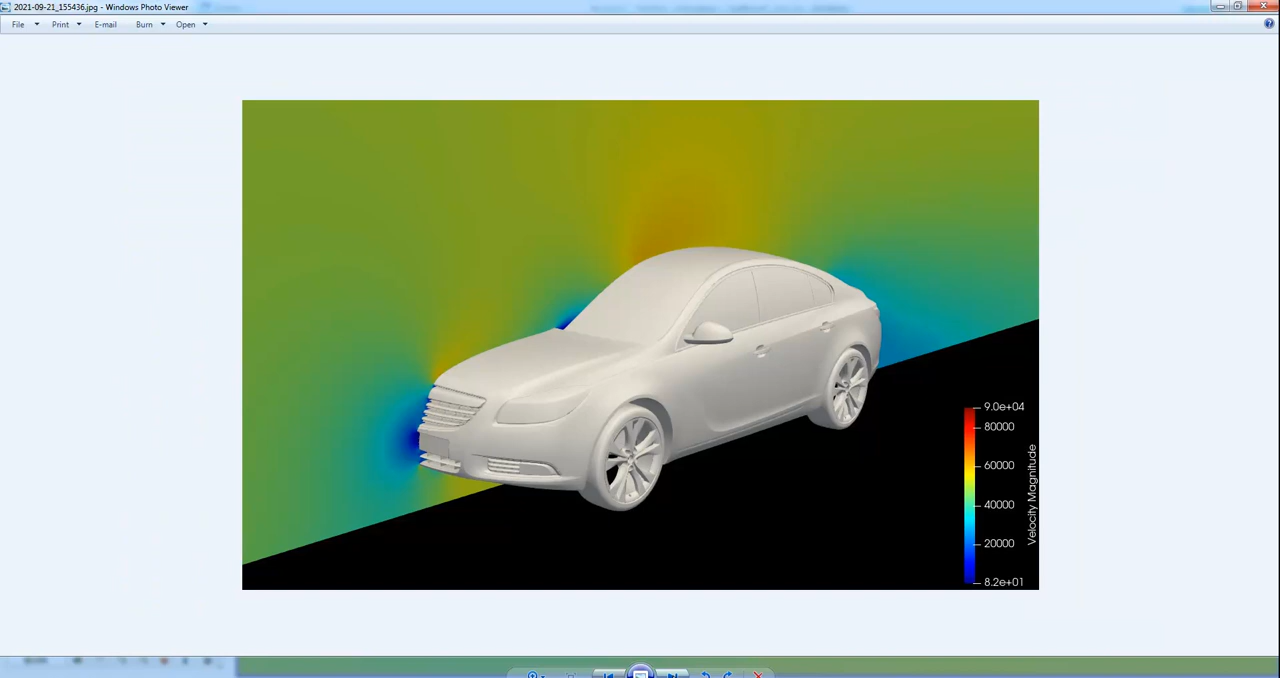 2021-09-21_155436.jpg - Windows Photo Viewer
File Print E-mail Burn Open
9.0e+04
80000
60000
40000
20000
8.2e+01
Velocity Magnitude